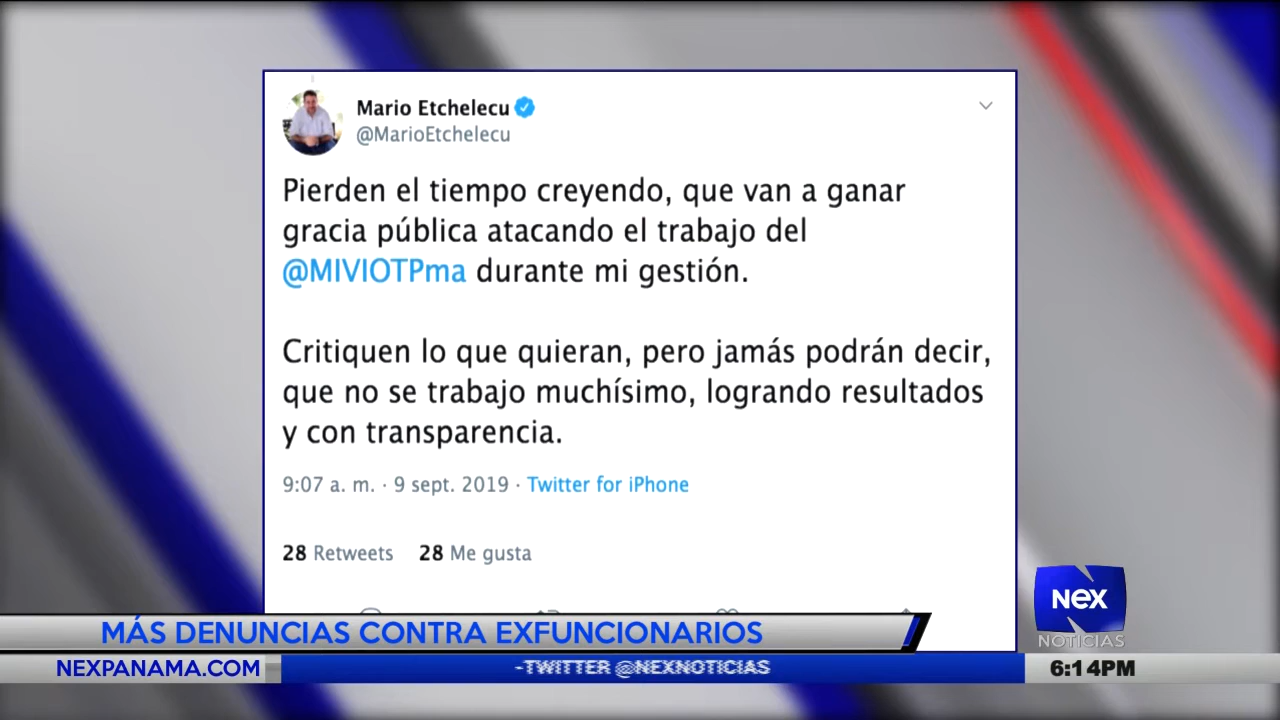 Mario Etchelecu
@MarioEtchelecu
Pierden el tiempo creyendo, que van a ganar
gracia pública atacando el trabajo del
@MIVIOTPma durante mi gestión.
Critiquen lo que quieran, pero jamás podrán decir,
que no se trabajo muchísimo, logrando resultados
y con transparencia.
9:07 a. m. · 9 sept. 2019 · Twitter for iPhone
28 Retweets 28 Me gusta
nex
NOTICIAS
MÁS DENUNCIAS CONTRA EXFUNCIONARIOS
NEXPANAMA.COM
-TWITTER @NEXNOTICIAS
6:14PM